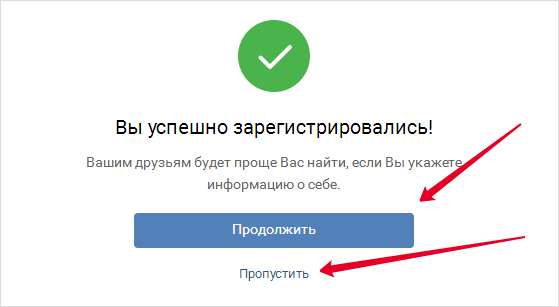 Вы успешно зарегистрировались!
Вашим друзьям будет проще Вас найти, если Вы укажете
информацию о себе.
Продолжить
Пропустить